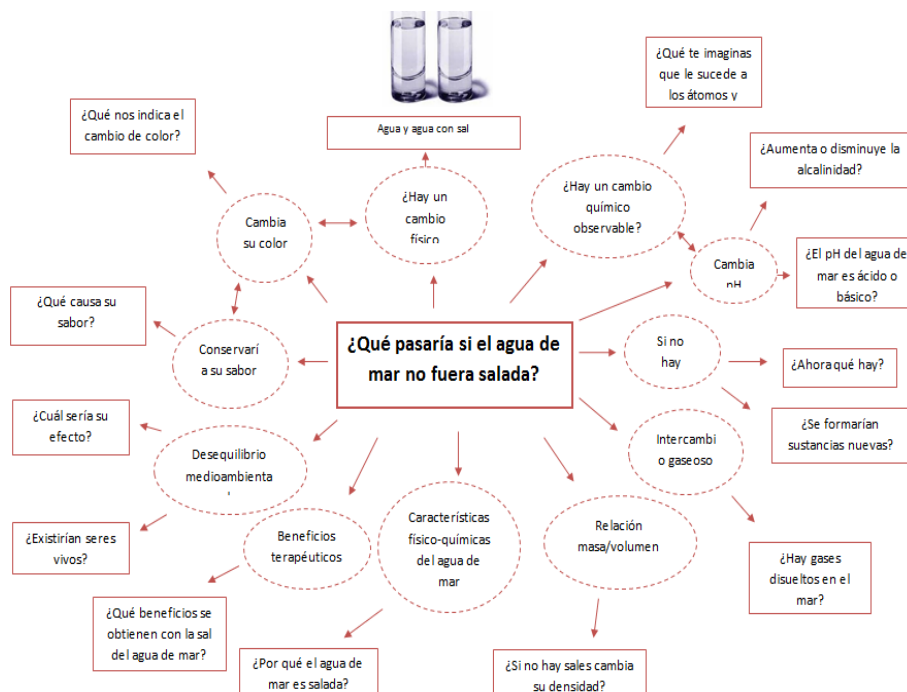 ¿Qué te imaginas
que le sucede a
los átomos y
¿Qué nos indica el
cambio de color?
Agua y agua con sal
¿Aumenta o disminuye la
alcalinidad?
¿Hay un
cambio
físico
¿Hay un cambio
químico
observable?
Cambia
su color
Cambia
pH
¿El pH del agua de
mar es ácido o
básico?
¿Qué causa su
sabor?
Conservarí
a su sabor
¿Qué pasaría si el agua de
mar no fuera salada?
Si no
hay
¿Ahora qué hay?
¿Cuál sería su
efecto?
Desequilibrio
medioambienta
Intercambi
o gaseoso
¿Se formarían
sustancias nuevas?
¿Existirían seres
vivos?
Beneficios
terapéuticos
Características
físico-químicas
del agua de
mar
Relación
masa/volumen
¿Hay gases
disueltos en el
mar?
¿Qué beneficios se
obtienen con la sal
del agua de mar?
¿Por qué el agua de
mar es salada?
¿Si no hay sales cambia
su densidad?